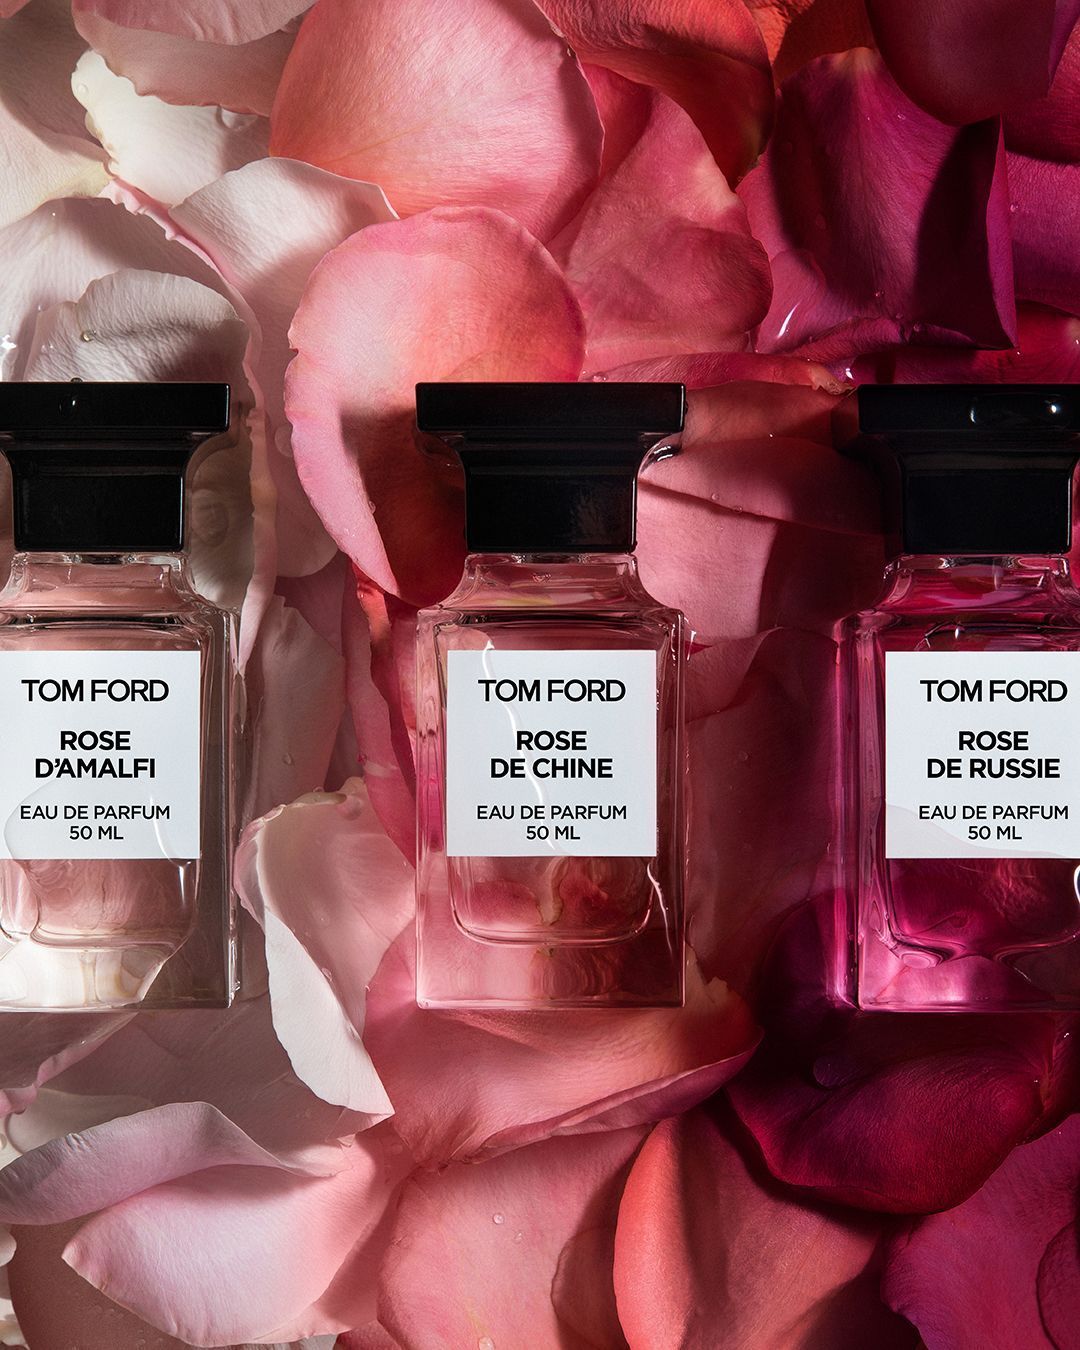 TOM FORD
ROSE
D'AMALFI
EAU DE PARFUM
50 ML
TOM FORD
ROSE
DE CHINE
EAU DE PARFUM
50 ML
TOM FORD
ROSE
DE RUSSIE
EAU DE PARFUM
50 ML